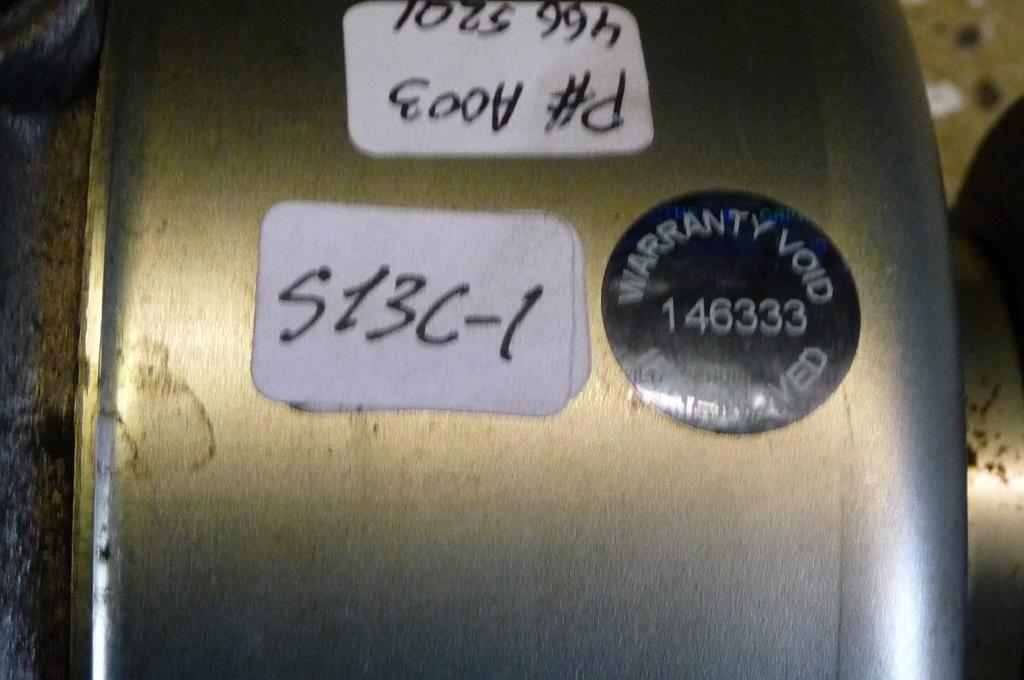 P# A003
466 5201
S13C-1
WARRANTY VOID
146333